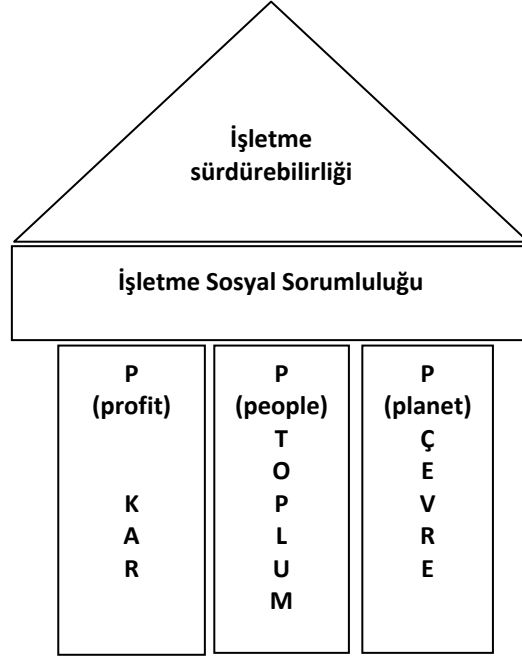 İşletme
sürdürebilirliği
İşletme Sosyal Sorumluluğu
P
(profit)
K
A
R
P
(people)
T
O
P
L
U
M
P
(planet)
Ç
E
V
R
E